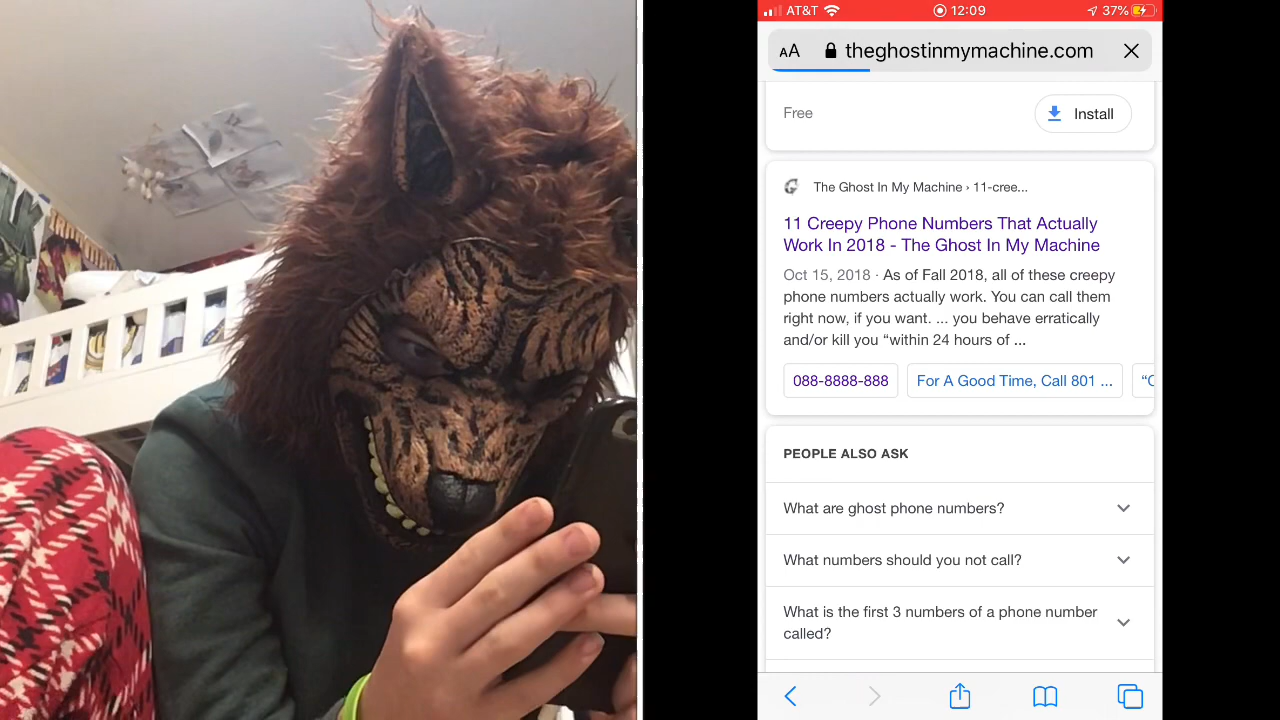 AT&T
12:09
37%
AA
theghostinmymachine.com
Free
Install
The Ghost In My Machine › 11-cree...
11 Creepy Phone Numbers That Actually
Work In 2018 - The Ghost In My Machine
Oct 15, 2018 · As of Fall 2018, all of these creepy
phone numbers actually work. You can call them
right now, if you want. ... you behave erratically
and/or kill you “within 24 hours of ...
088-8888-888
For A Good Time, Call 801 ...
PEOPLE ALSO ASK
What are ghost phone numbers?
What numbers should you not call?
What is the first 3 numbers of a phone number
called?